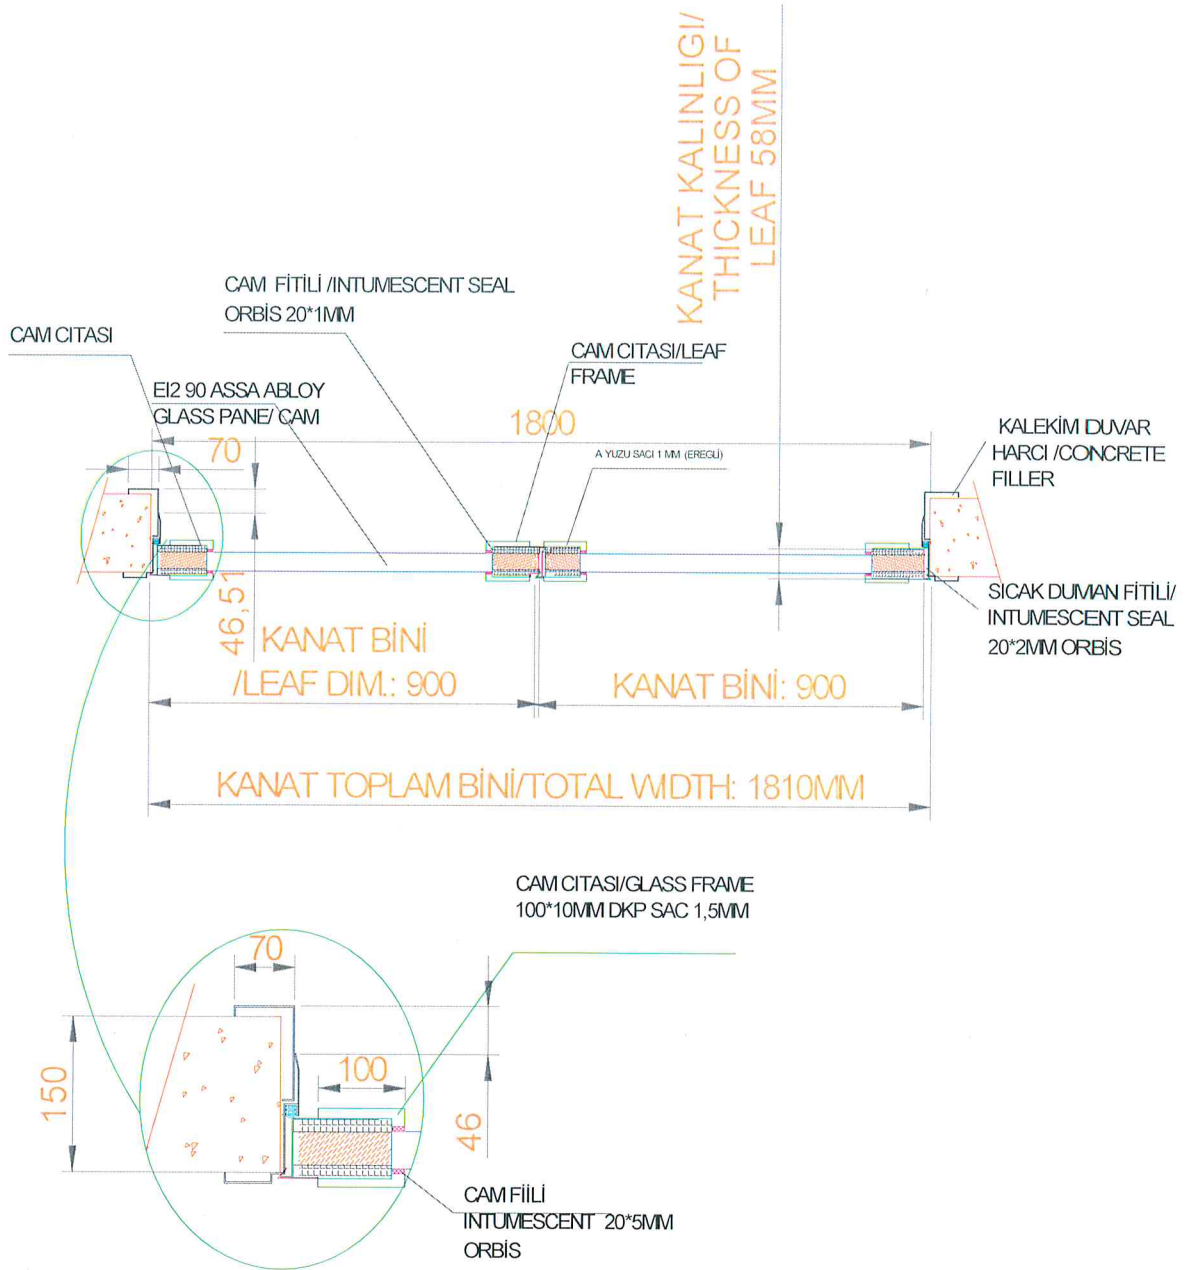 KANAT KALINLIGI/
THICKNESS OF
LEAF 58MM
CAM FİTİLİ /INTUMESCENT SEAL
ORBİS 20*1MM
CAM CITASI
CAM CITASI/LEAF
FRAME
EI2 90 ASSA ABLOY
GLASS PANE/ CAM
1800
KALEKİM DUVAR
HARCI /CONCRETE
FILLER
70
A YUZU SACI 1 MM (EREGLİ)
46,51
SICAK DUMAN FİTİLİ/
INTUMESCENT SEAL
20*2MM ORBİS
KANAT BİNİ
/LEAF DIM.: 900
KANAT BİNİ: 900
KANAT TOPLAM BİNİ/TOTAL WIDTH: 1810MM
CAM CITASI/GLASS FRAME
100*10MM DKP SAC 1,5MM
70
150
100
46
CAM FİİLİ
INTUMESCENT 20*5MM
ORBİS